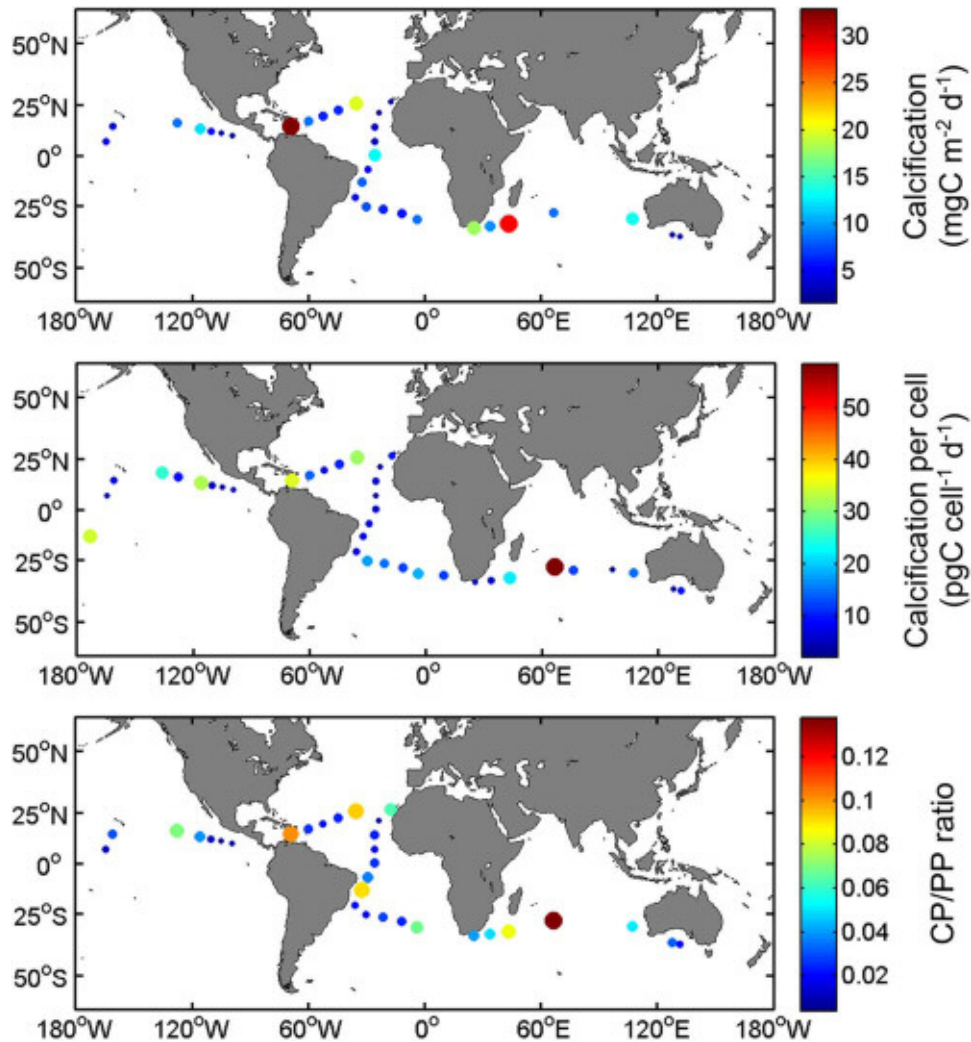 50°N
25°N
0°
25°S
50°S
180°W 120°W 60°W 0° 60°E 120°E 180°E
30
25
20
15
10
5
Calcification
(mgC m⁻² d⁻¹)
50°N
25°N
0°
25°S
50°S
180°W 120°W 60°W 0° 60°E 120°E 180°E
50
40
30
20
10
Calcification per cell
(pgC cell⁻¹ d⁻¹)
50°N
25°N
0°
25°S
50°S
180°W 120°W 60°W 0° 60°E 120°E 180°E
0.12
0.1
0.08
0.06
0.04
0.02
CP/PP ratio